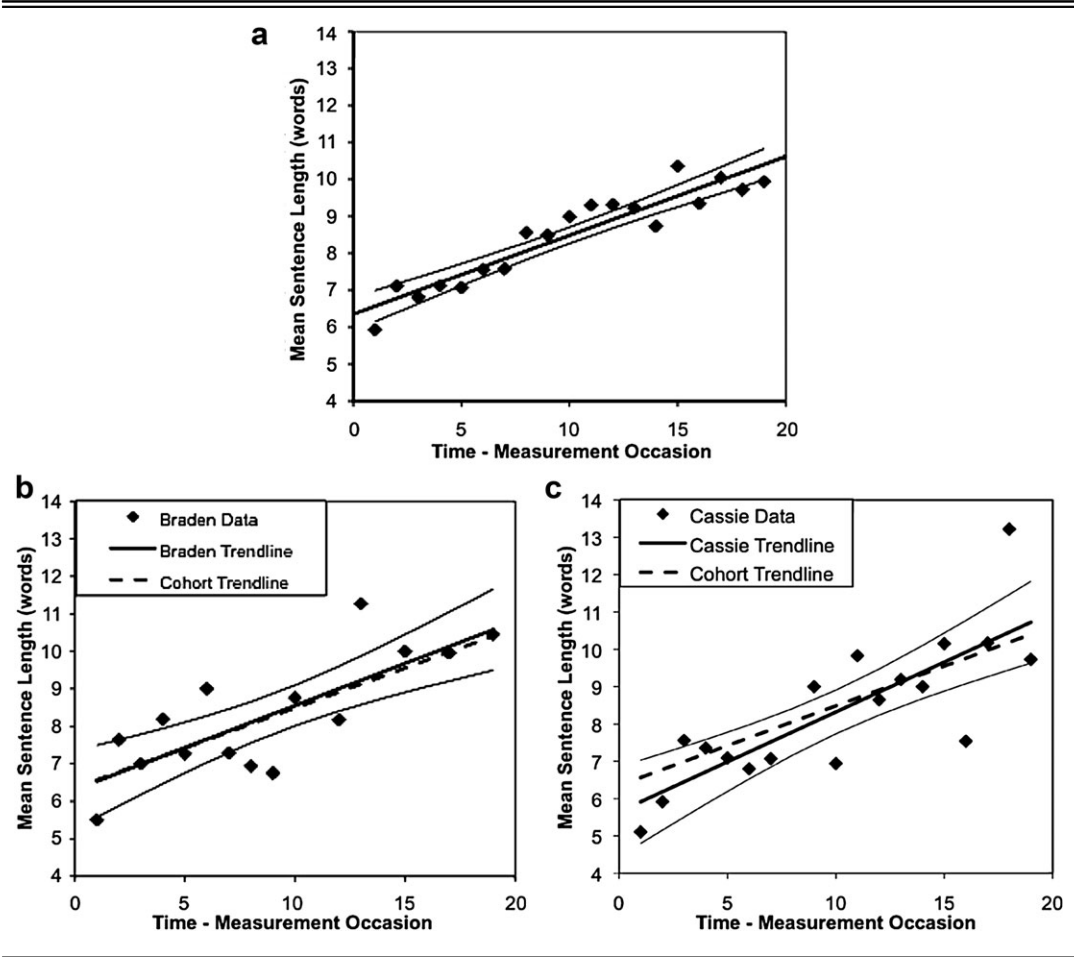 a
14
13
12
11
10
9
8
7
6
5
4
Mean Sentence Length (words)
0 5 10 15 20
Time - Measurement Occasion
b
14
13
12
11
10
9
8
7
6
5
4
Mean Sentence Length (words)
Braden Data
Braden Trendline
Cohort Trendline
0 5 10 15 20
Time - Measurement Occasion
c
14
13
12
11
10
9
8
7
6
5
4
Mean Sentence Length (words)
Cassie Data
Cassie Trendline
Cohort Trendline
0 5 10 15 20
Time - Measurement Occasion